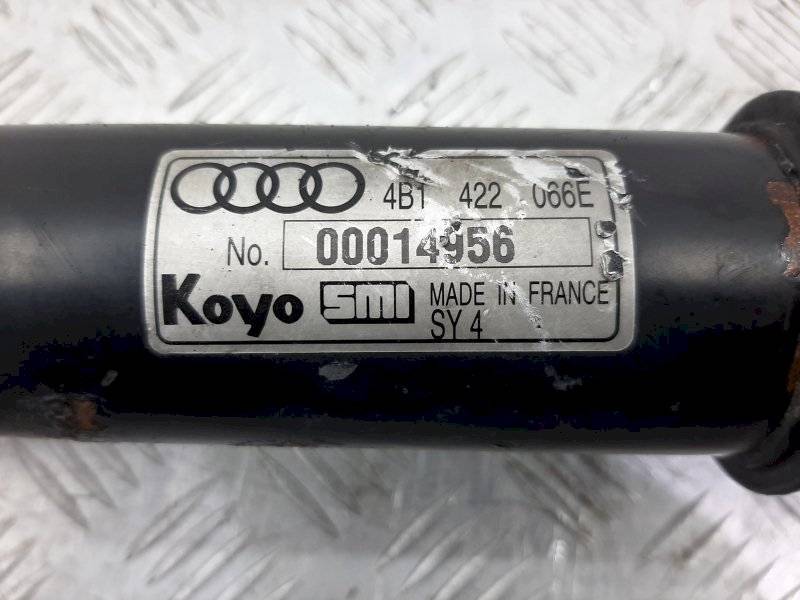 4B1 422 066E
No. 00014956
Koyo SMI MADE IN FRANCE
SY 4